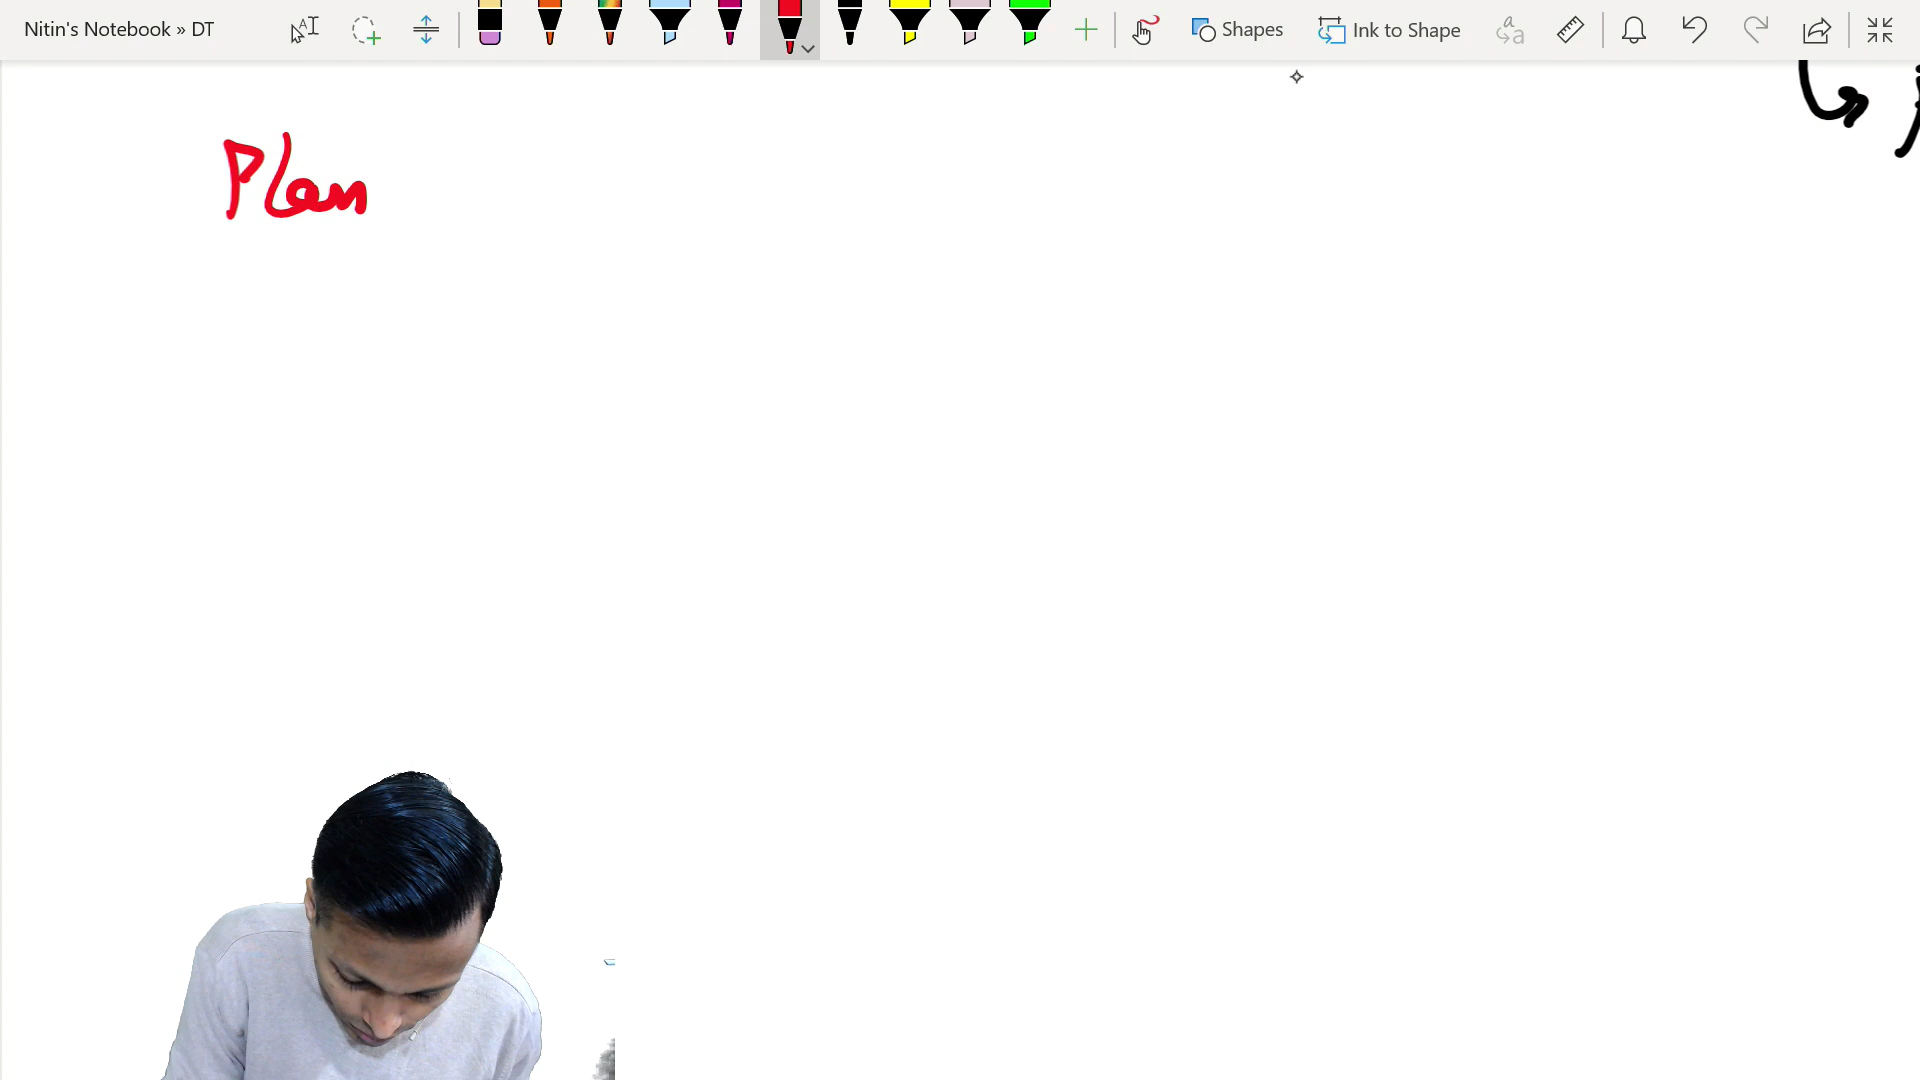 Nitin's Notebook » DT
Shapes
Ink to Shape
Plan